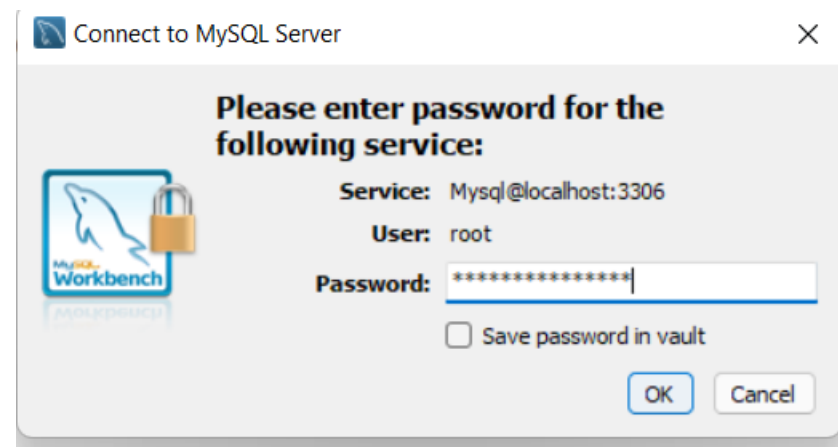 Connect to MySQL Server
Please enter password for the
following service:
Service: Mysql@localhost:3306
User: root
Password: ***************
MySQL
Workbench
Save password in vault
OK Cancel